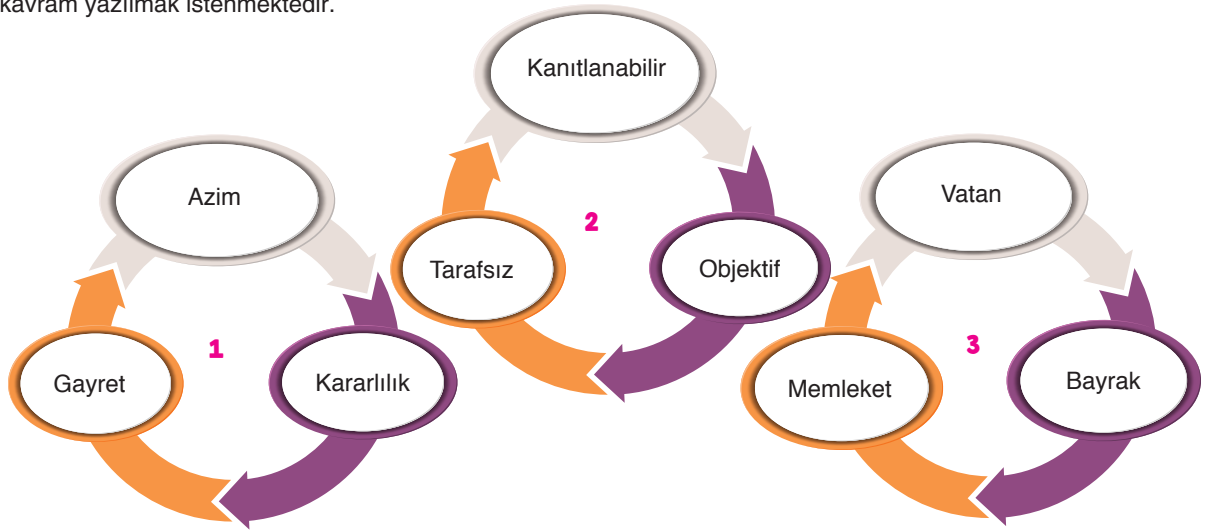 kavram yazılmak istenmektedir.
Azim
Gayret
Kararlılık
1
Kanıtlanabilir
Tarafsız
Objektif
2
Vatan
Memleket
Bayrak
3